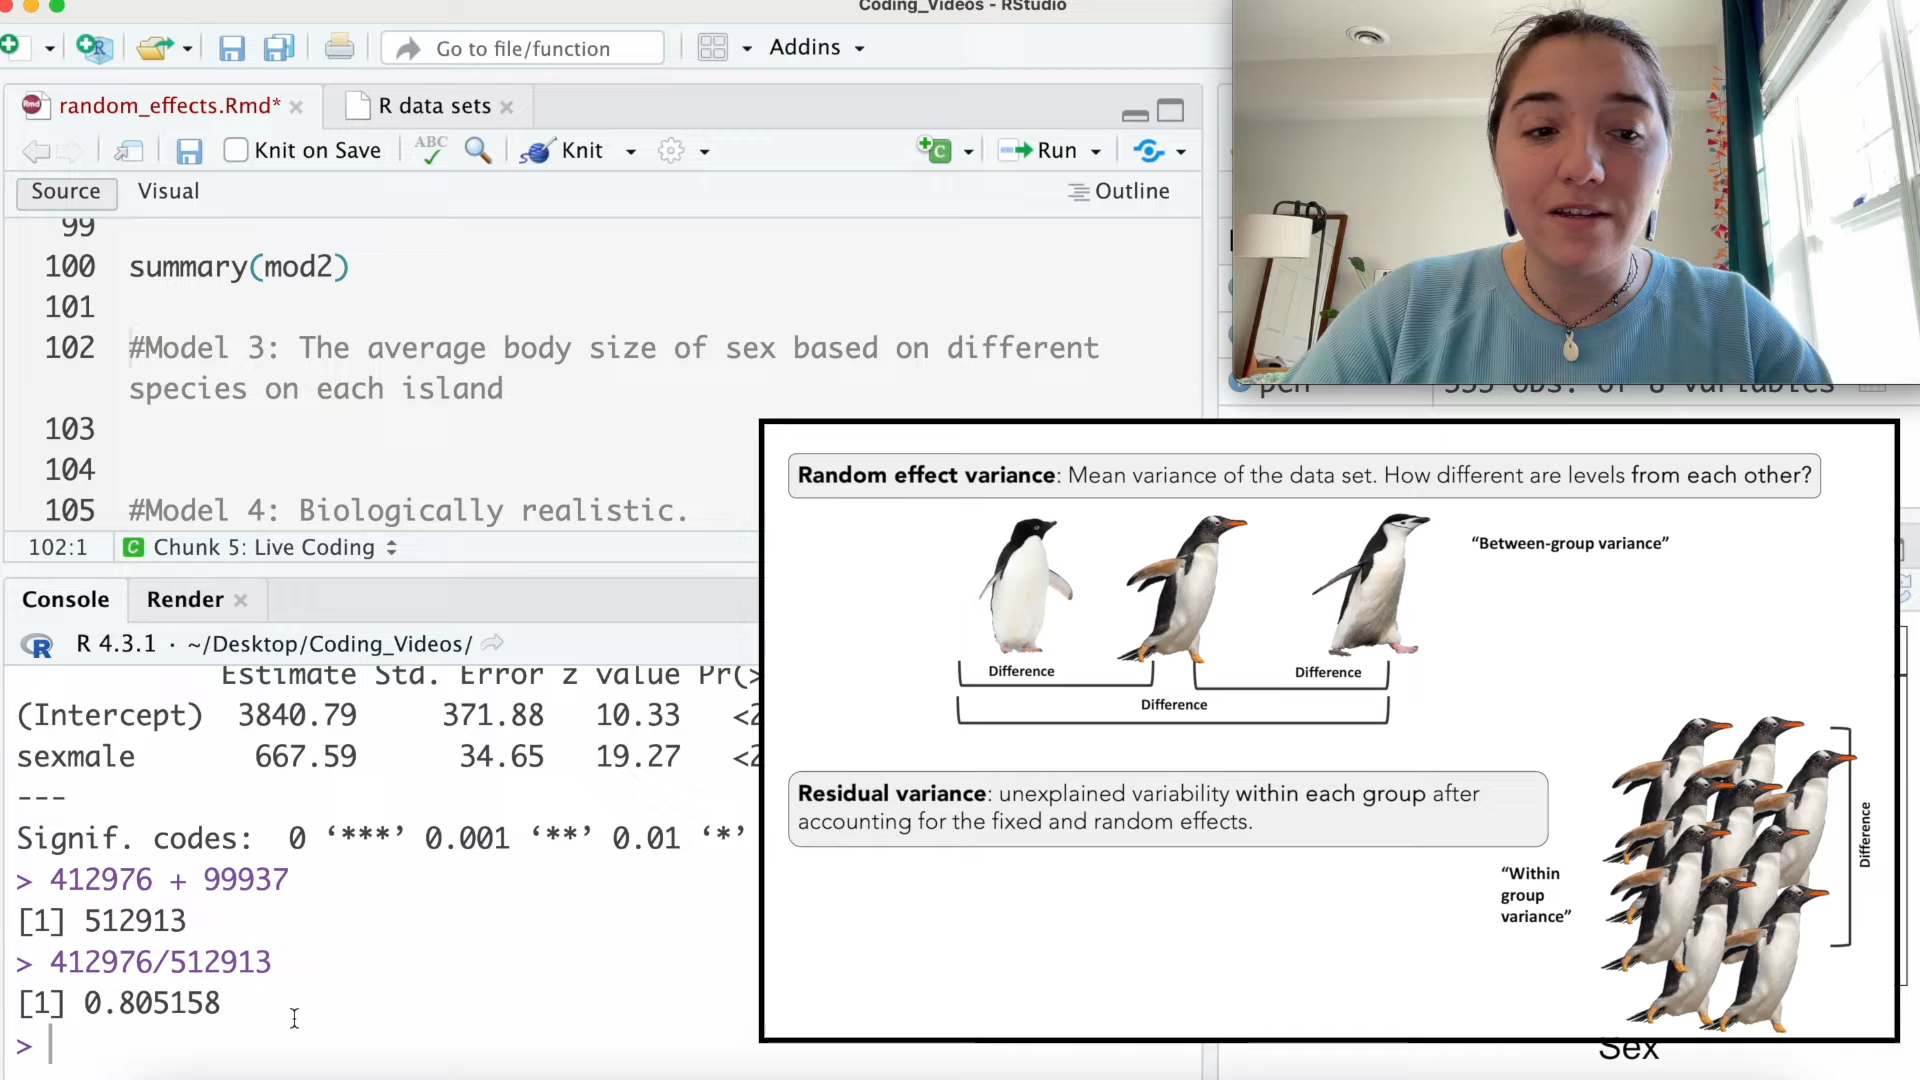 Coding_Videos - RStudio
Go to file/function
Addins
random_effects.Rmd*
R data sets
Knit on Save
ABC
Knit
Run
Source
Visual
Outline
99
100 summary(mod2)
101
102 #Model 3: The average body size of sex based on different
species on each island
103
104
105 #Model 4: Biologically realistic.
102:1 C Chunk 5: Live Coding
Console
Render
R 4.3.1 · ~/Desktop/Coding_Videos/
Estimate Std. Error z value Pr(>
(Intercept) 3840.79 371.88 10.33 <2
sexmale 667.59 34.65 19.27 <2
---
Signif. codes: 0 ‘***’ 0.001 ‘**’ 0.01 ‘*’
> 412976 + 99937
[1] 512913
> 412976/512913
[1] 0.805158
>
Random effect variance: Mean variance of the data set. How different are levels from each other?
“Between-group variance”
Difference
Difference
Difference
Residual variance: unexplained variability within each group after
accounting for the fixed and random effects.
“Within
group
variance”
Difference
Sex